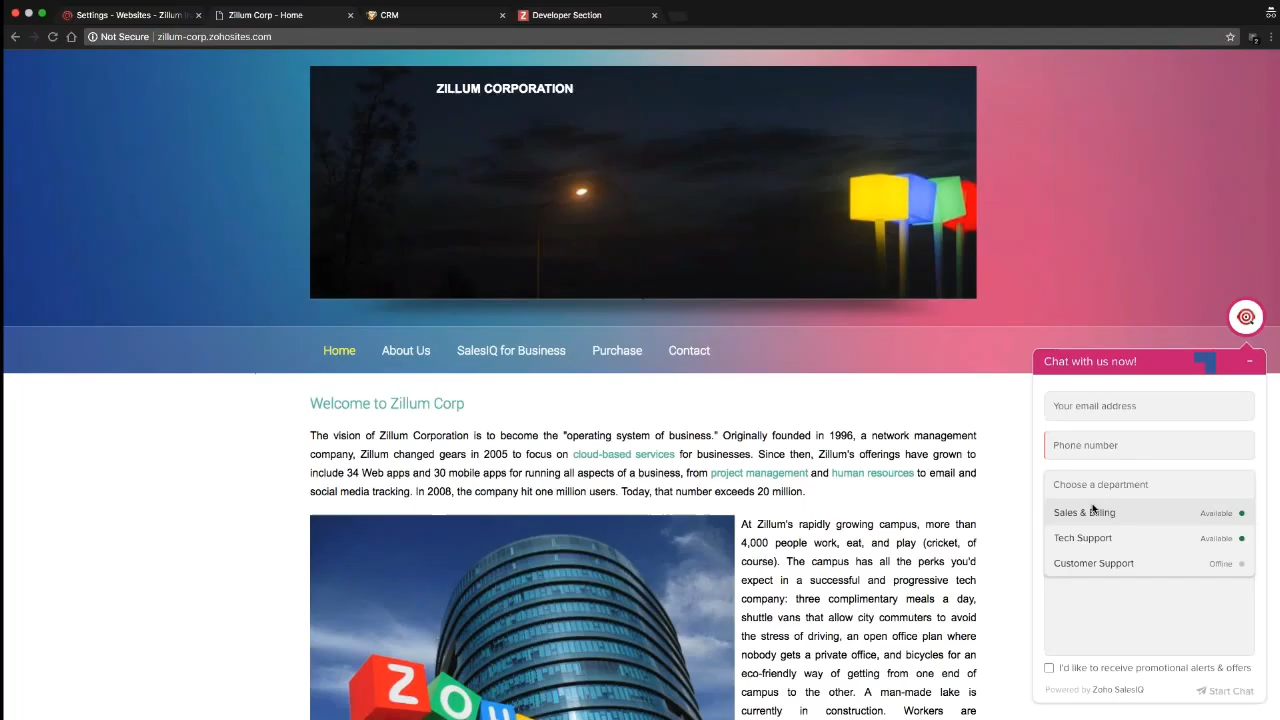 Settings - Websites - Zillum
Zillum Corp - Home
CRM
Z Developer Section
Not Secure | zillum-corp.zohosites.com
ZILLUM CORPORATION
Home
About Us
SalesIQ for Business
Purchase
Contact
Welcome to Zillum Corp
The vision of Zillum Corporation is to become the "operating system of business." Originally founded in 1996, a network management
company, Zillum changed gears in 2005 to focus on cloud-based services for businesses. Since then, Zillum's offerings have grown to
include 34 Web apps and 30 mobile apps for running all aspects of a business, from project management and human resources to email and
social media tracking. In 2008, the company hit one million users. Today, that number exceeds 20 million.
At Zillum's rapidly growing campus, more than
4,000 people work, eat, and play (cricket, of
course). The campus has all the perks you'd
expect in a successful and progressive tech
company: three complimentary meals a day,
shuttle vans that allow city commuters to avoid
the stress of driving, an open office plan where
nobody gets a private office, and bicycles for an
eco-friendly way of getting from one end of
campus to the other. A man-made lake is
currently in construction. Workers are
Z O
Chat with us now!
Your email address
Phone number
Choose a department
Sales & Billing Available
Tech Support Available
Customer Support Offline
I'd like to receive promotional alerts & offers
Powered by Zoho SalesIQ
Start Chat